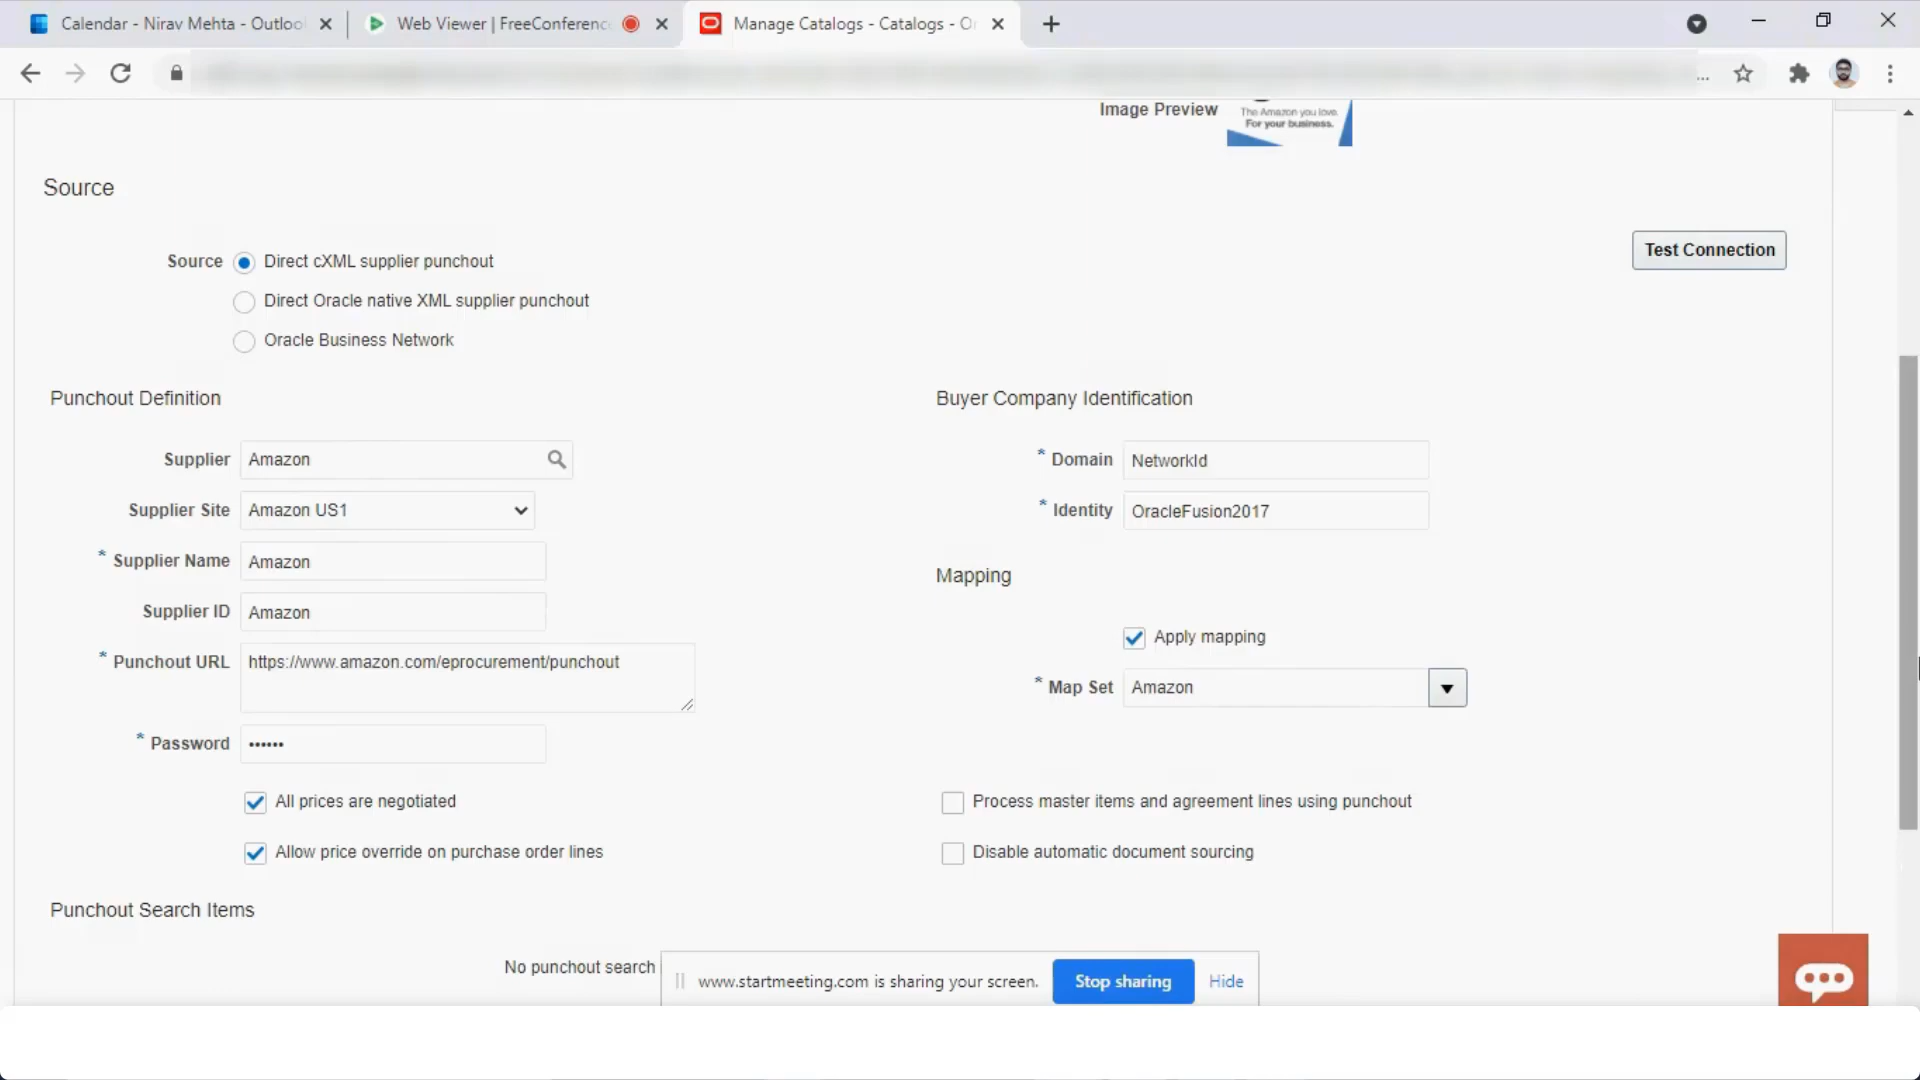 Calendar - Nirav Mehta - Outloo
Web Viewer | FreeConferenc
Manage Catalogs - Catalogs - Or
...
Image Preview
The Amazon you love.
For your business.
Source
Source
Direct cXML supplier punchout
Test Connection
Direct Oracle native XML supplier punchout
Oracle Business Network
Punchout Definition
Buyer Company Identification
Supplier Amazon
* Domain NetworkId
Supplier Site Amazon US1
* Identity OracleFusion2017
* Supplier Name Amazon
Mapping
Supplier ID Amazon
Apply mapping
* Punchout URL https://www.amazon.com/eprocurement/punchout
* Map Set Amazon
* Password ••••••
All prices are negotiated
Process master items and agreement lines using punchout
Allow price override on purchase order lines
Disable automatic document sourcing
Punchout Search Items
No punchout search
www.startmeeting.com is sharing your screen. Stop sharing Hide